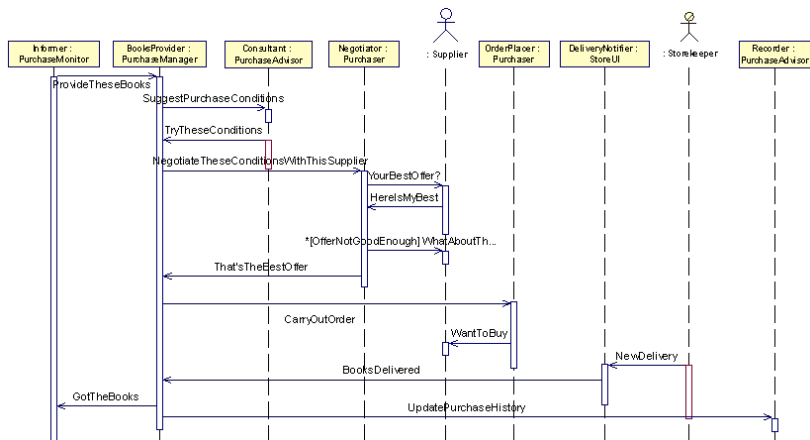 Informer :
PurchaseMonitor
BooksProvider :
PurchaseManager
Consultant :
PurchaseAdvisor
Negotiator :
Purchaser
: Supplier
OrderPlacer :
Purchaser
DeliveryNotifier :
StoreUI
: Storekeeper
Recorder :
PurchaseAdvisor
ProvideTheseBooks
SuggestPurchaseConditions
TryTheseConditions
NegotiateTheseConditionsWithThisSupplier
YourBestOffer?
HereIsMyBest
*[OfferNotGoodEnough] WhatAboutTh...
That'sTheBestOffer
CarryOutOrder
WantToBuy
NewDelivery
BooksDelivered
GotTheBooks
UpdatePurchaseHistory